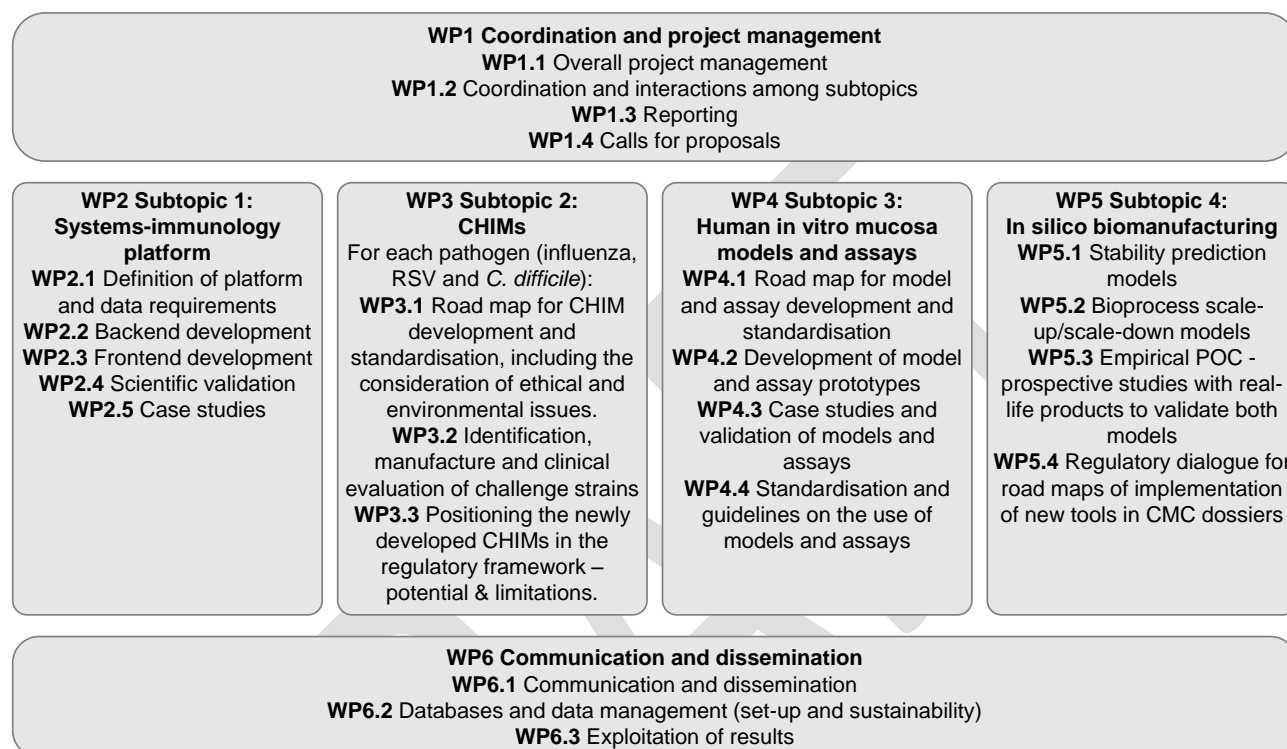 WP1 Coordination and project management
WP1.1 Overall project management
WP1.2 Coordination and interactions among subtopics
WP1.3 Reporting
WP1.4 Calls for proposals
WP2 Subtopic 1:
Systems-immunology
platform
WP2.1 Definition of platform
and data requirements
WP2.2 Backend development
WP2.3 Frontend development
WP2.4 Scientific validation
WP2.5 Case studies
WP3 Subtopic 2:
CHIMs
For each pathogen (influenza,
RSV and C. difficile):
WP3.1 Road map for CHIM
development and
standardisation, including the
consideration of ethical and
environmental issues.
WP3.2 Identification,
manufacture and clinical
evaluation of challenge strains
WP3.3 Positioning the newly
developed CHIMs in the
regulatory framework –
potential & limitations.
WP4 Subtopic 3:
Human in vitro mucosa
models and assays
WP4.1 Road map for model
and assay development and
standardisation
WP4.2 Development of model
and assay prototypes
WP4.3 Case studies and
validation of models and
assays
WP4.4 Standardisation and
guidelines on the use of
models and assays
WP5 Subtopic 4:
In silico biomanufacturing
WP5.1 Stability prediction
models
WP5.2 Bioprocess scale-
up/scale-down models
WP5.3 Empirical POC -
prospective studies with real-
life products to validate both
models
WP5.4 Regulatory dialogue for
road maps of implementation
of new tools in CMC dossiers
WP6 Communication and dissemination
WP6.1 Communication and dissemination
WP6.2 Databases and data management (set-up and sustainability)
WP6.3 Exploitation of results